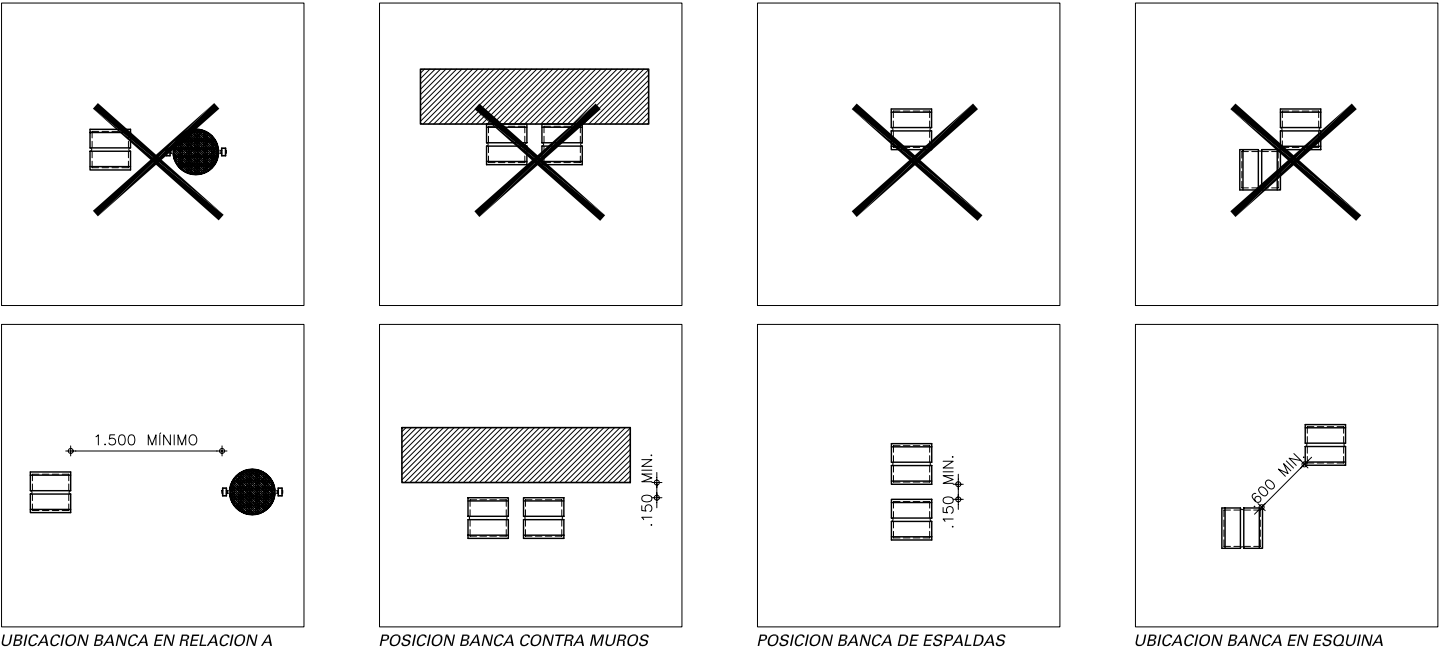 1.500 MÍNIMO
.150 MIN.
.150 MIN.
.600 MIN.
UBICACION BANCA EN RELACION A
POSICION BANCA CONTRA MUROS
POSICION BANCA DE ESPALDAS
UBICACION BANCA EN ESQUINA